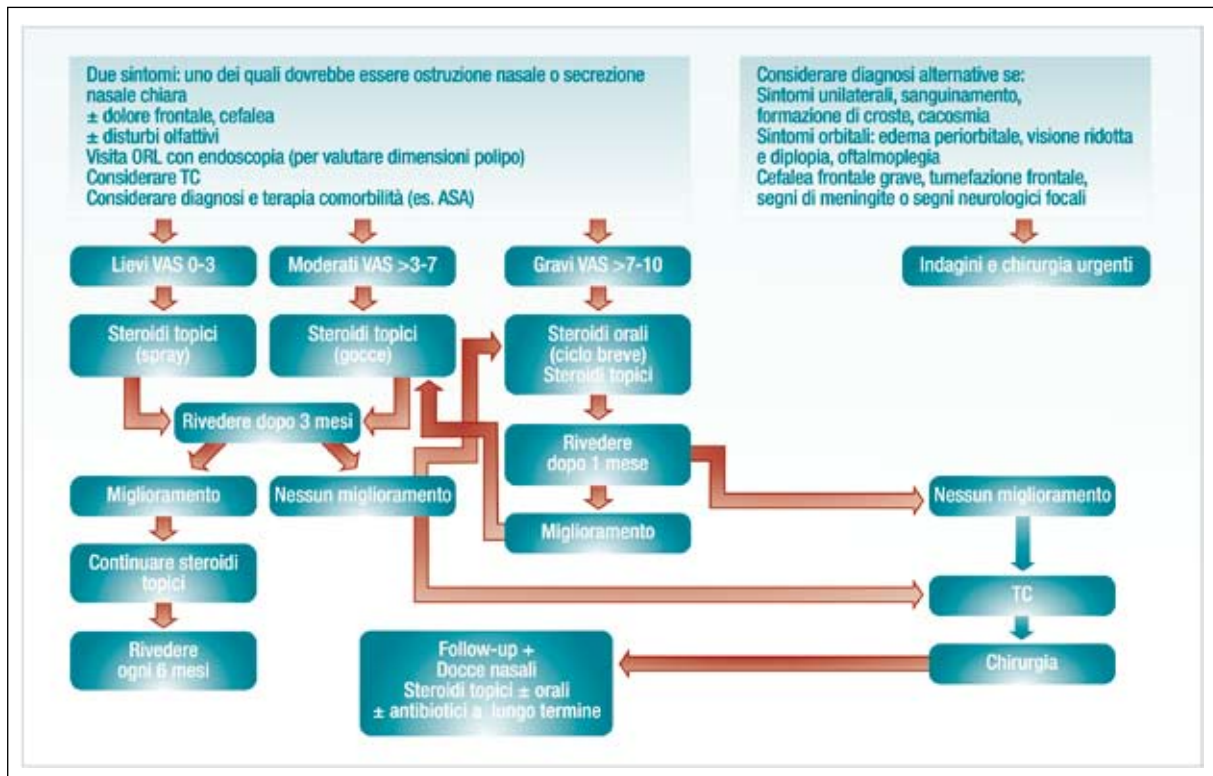 Due sintomi: uno dei quali dovrebbe essere ostruzione nasale o secrezione
nasale chiara
± dolore frontale, cefalea
± disturbi olfattivi
Visita ORL con endoscopia (per valutare dimensioni polipo)
Considerare TC
Considerare diagnosi e terapia comorbilità (es. ASA)
Considerare diagnosi alternative se:
Sintomi unilaterali, sanguinamento,
formazione di croste, cacosmia
Sintomi orbitali: edema periorbitale, visione ridotta
e diplopia, oftalmoplegia
Cefalea frontale grave, tumefazione frontale,
segni di meningite o segni neurologici focali
Lievi VAS 0-3
Moderati VAS >3-7
Gravi VAS >7-10
Indagini e chirurgia urgenti
Steroidi topici
(spray)
Steroidi topici
(gocce)
Steroidi orali
(ciclo breve)
Steroidi topici
Rivedere dopo 3 mesi
Rivedere
dopo 1 mese
Miglioramento
Nessun miglioramento
Miglioramento
Nessun miglioramento
Continuare steroidi
topici
TC
Rivedere
ogni 6 mesi
Follow-up +
Docce nasali
Steroidi topici ± orali
± antibiotici a lungo termine
Chirurgia